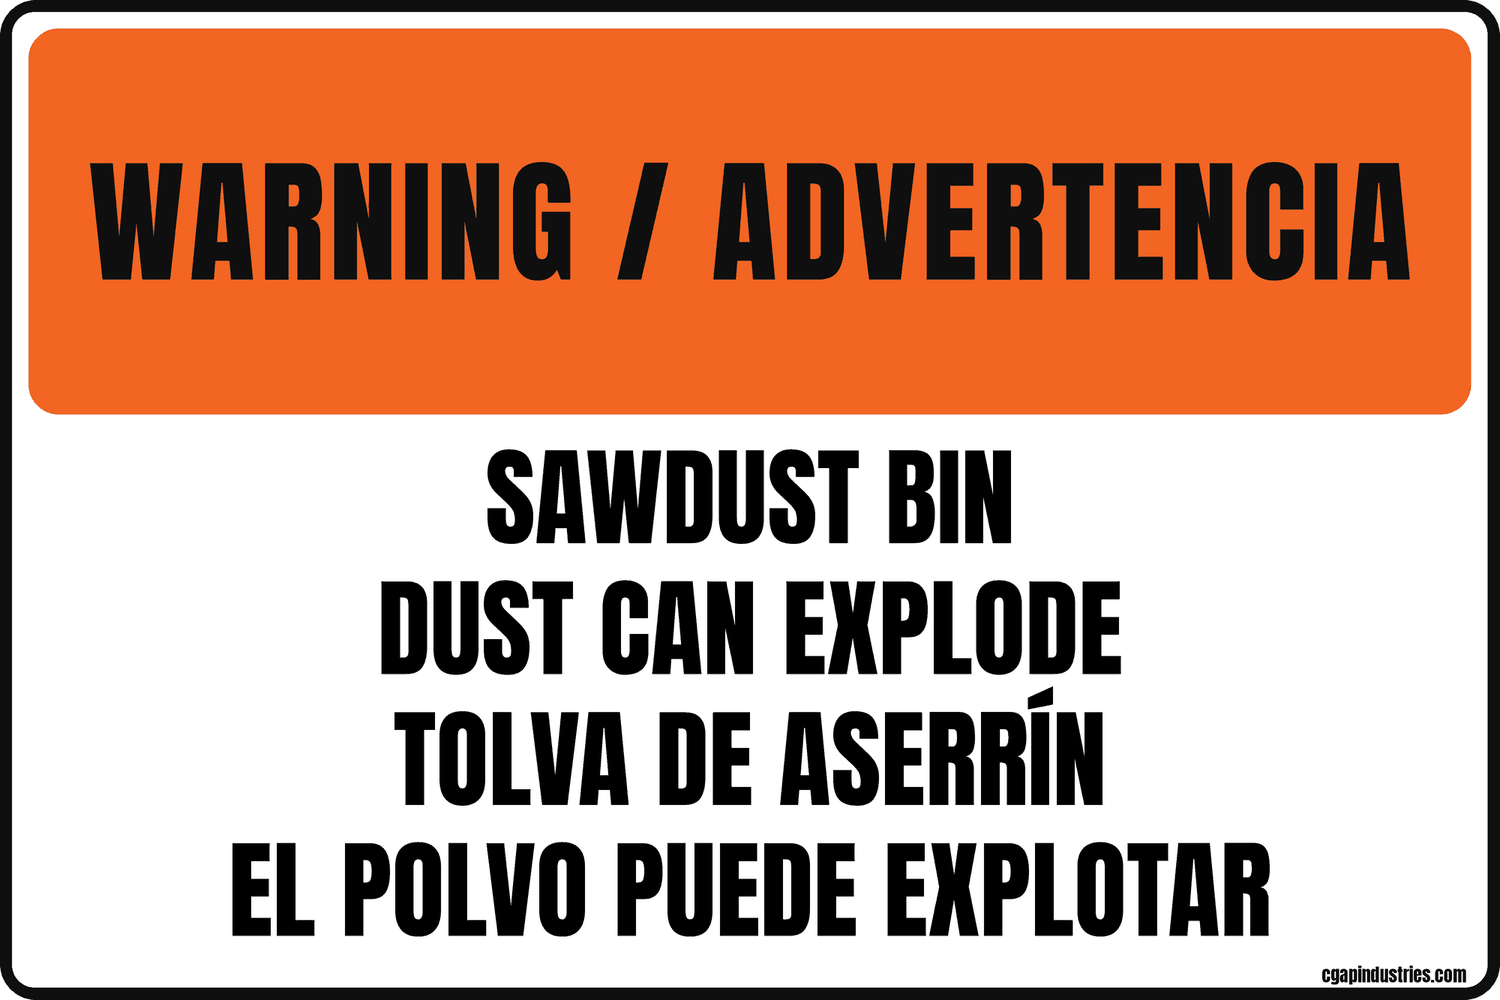 WARNING / ADVERTENCIA
SAWDUST BIN
DUST CAN EXPLODE
TOLVA DE ASERRÍN
EL POLVO PUEDE EXPLOTAR
cgapindustries.com